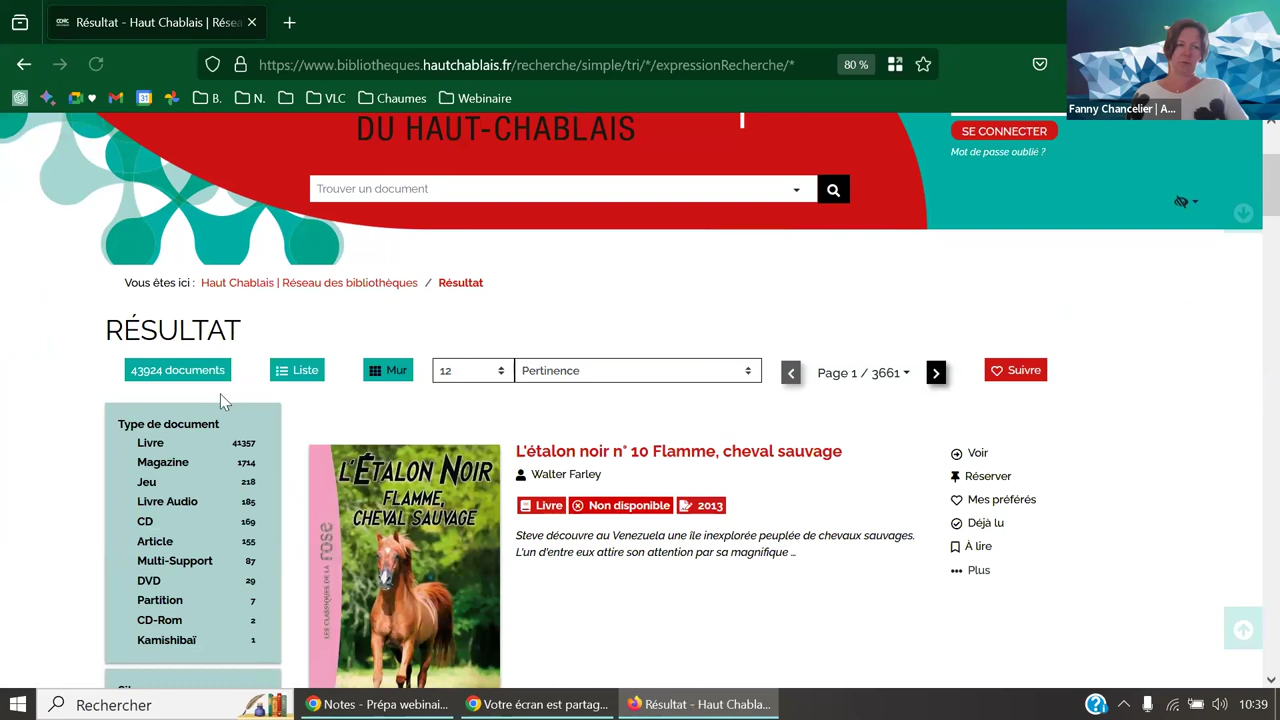 Résultat - Haut Chablais | Résea
https://www.bibliotheques.hautchablais.fr/recherche/simple/tri/*/expressionRecherche/*
80 %
B.
N.
VLC
Chaumes
Webinaire
Fanny Chancelier | A...
DU HAUT-CHABLAIS
SE CONNECTER
Mot de passe oublié ?
Trouver un document
Vous êtes ici : Haut Chablais | Réseau des bibliothèques / Résultat
RÉSULTAT
43924 documents
Liste
Mur
12
Pertinence
Page 1 / 3661
Suivre
Type de document
Livre 41357
Magazine 1714
Jeu 218
Livre Audio 185
CD 169
Article 155
Multi-Support 87
DVD 29
Partition 7
CD-Rom 2
Kamishibaï 1
L'ÉTALON NOIR
FLAMME,
CHEVAL SAUVAGE
LES CLASSIQUES DE LA rose
L'étalon noir n° 10 Flamme, cheval sauvage
Walter Farley
Livre
Non disponible
2013
Steve découvre au Venezuela une île inexplorée peuplée de chevaux sauvages.
L'un d'entre eux attire son attention par sa magnifique ...
Voir
Réserver
Mes préférés
Déjà lu
À lire
Plus
Rechercher
Notes - Prépa webinai...
Votre écran est partag...
Résultat - Haut Chabla...
10:39